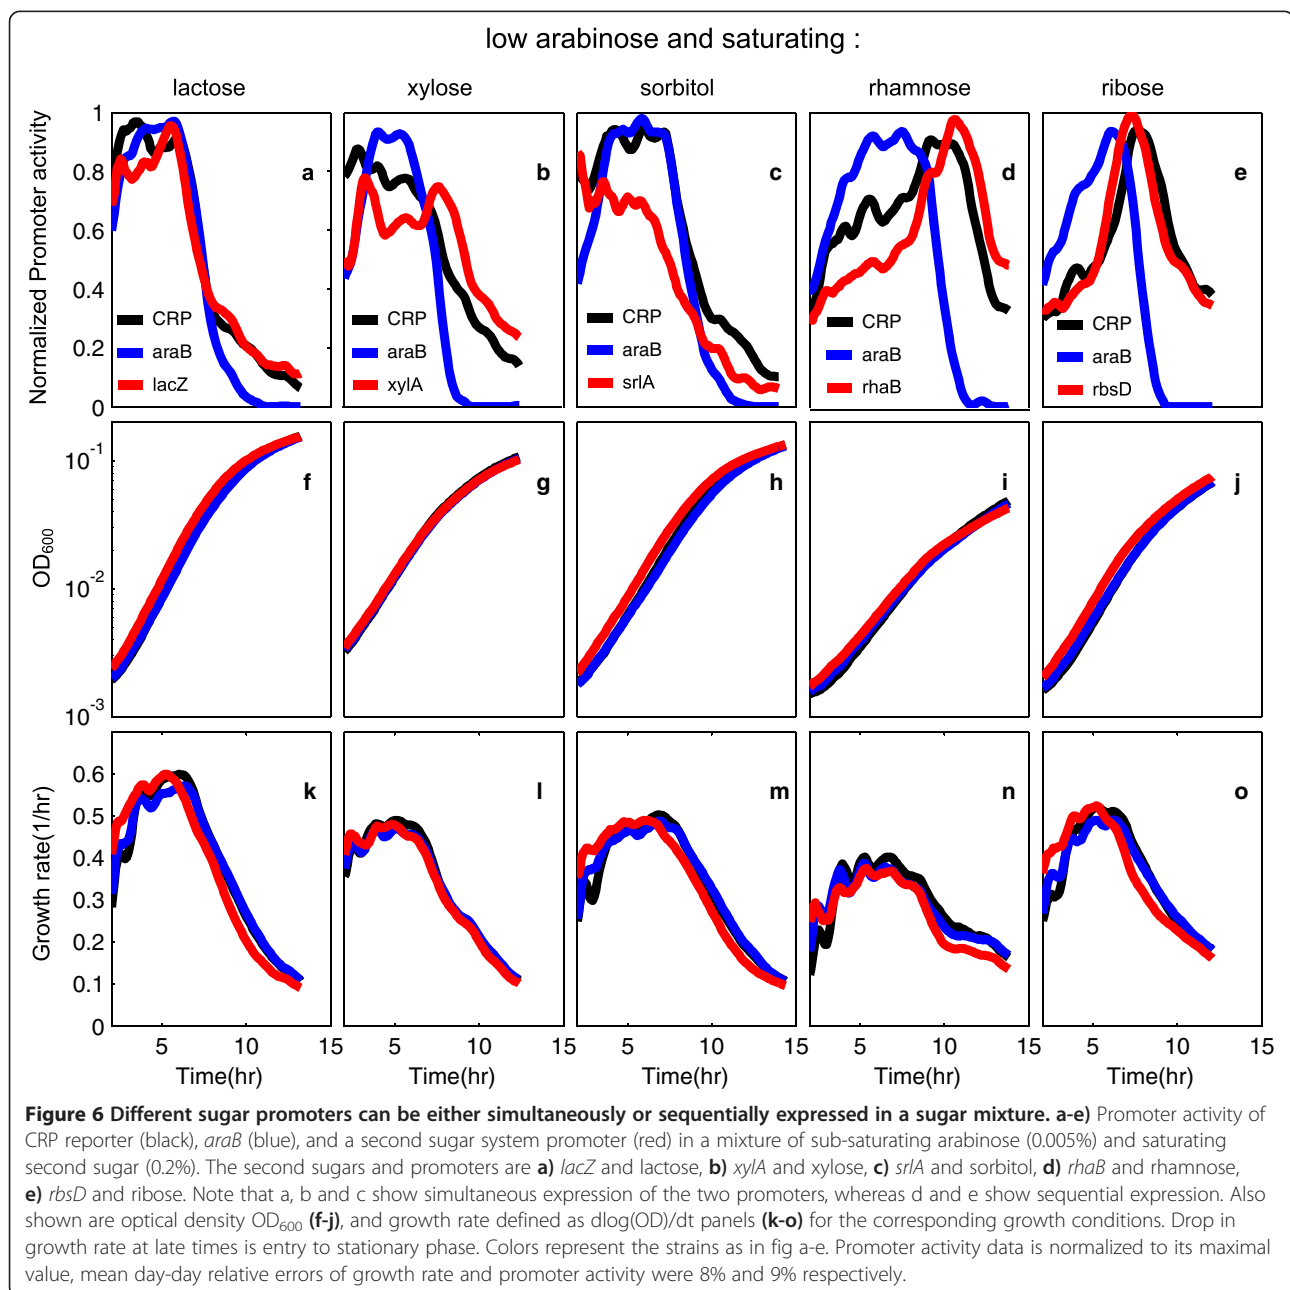 low arabinose and saturating :
lactose xylose sorbitol rhamnose ribose
Normalized Promoter activity
1
0.8
0.6
0.4
0.2
0
a
CRP
araB
lacZ
b
CRP
araB
xylA
c
CRP
araB
srlA
d
CRP
araB
rhaB
e
CRP
araB
rbsD
OD600
10-1
10-2
10-3
f
g
h
i
j
Growth rate(1/hr)
0.6
0.5
0.4
0.3
0.2
0.1
0
k
l
m
n
o
5 10 15 5 10 15 5 10 15 5 10 15 5 10 15
Time(hr) Time(hr) Time(hr) Time(hr) Time(hr)
Figure 6 Different sugar promoters can be either simultaneously or sequentially expressed in a sugar mixture. a-e) Promoter activity of
CRP reporter (black), araB (blue), and a second sugar system promoter (red) in a mixture of sub-saturating arabinose (0.005%) and saturating
second sugar (0.2%). The second sugars and promoters are a) lacZ and lactose, b) xylA and xylose, c) srlA and sorbitol, d) rhaB and rhamnose,
e) rbsD and ribose. Note that a, b and c show simultaneous expression of the two promoters, whereas d and e show sequential expression. Also
shown are optical density OD600 (f-j), and growth rate defined as dlog(OD)/dt panels (k-o) for the corresponding growth conditions. Drop in
growth rate at late times is entry to stationary phase. Colors represent the strains as in fig a-e. Promoter activity data is normalized to its maximal
value, mean day-day relative errors of growth rate and promoter activity were 8% and 9% respectively.